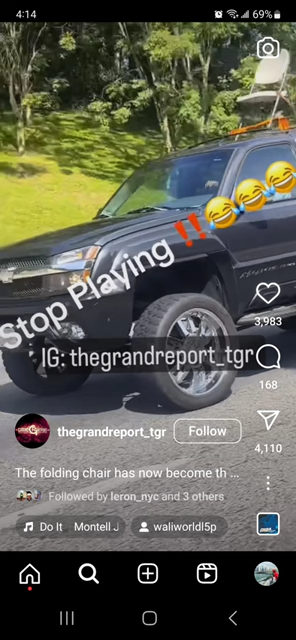 4:14
69%
Stop Playing‼️😂😂😂
IG: thegrandreport_tgr
3,983
168
4,110
thegrandreport_tgr
Follow
The folding chair has now become th ...
Followed by leron_nyc and 3 others
Do It Montell J
waliworldl5p